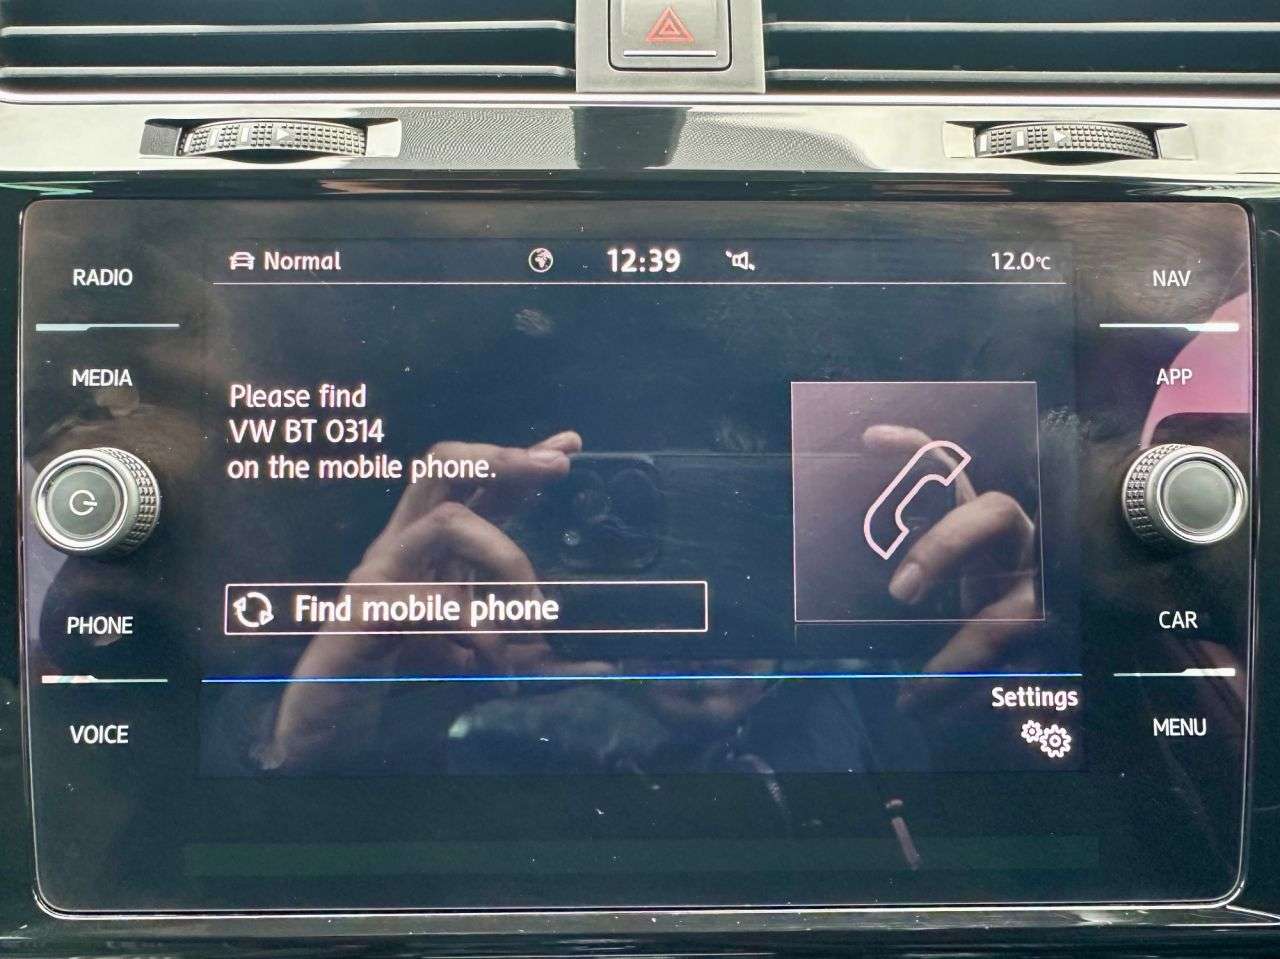 RADIO
MEDIA
PHONE
VOICE
Normal
12:39
12.0°C
Please find
VW BT 0314
on the mobile phone.
Find mobile phone
Settings
NAV
APP
CAR
MENU